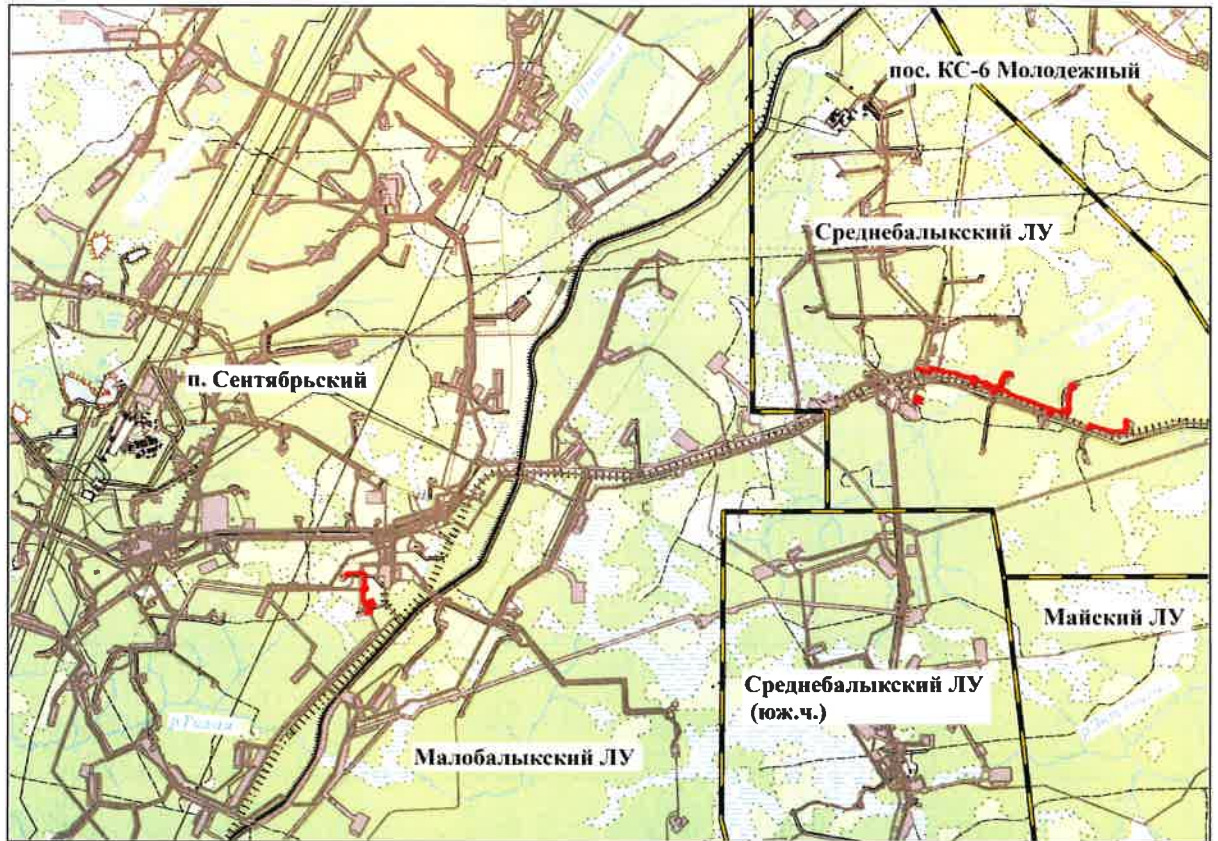 пос. КС-6 Молодежный
Среднебалыкский ЛУ
п. Сентябрьский
Майский ЛУ
Среднебалыкский ЛУ
(юж.ч.)
Малобалыкский ЛУ